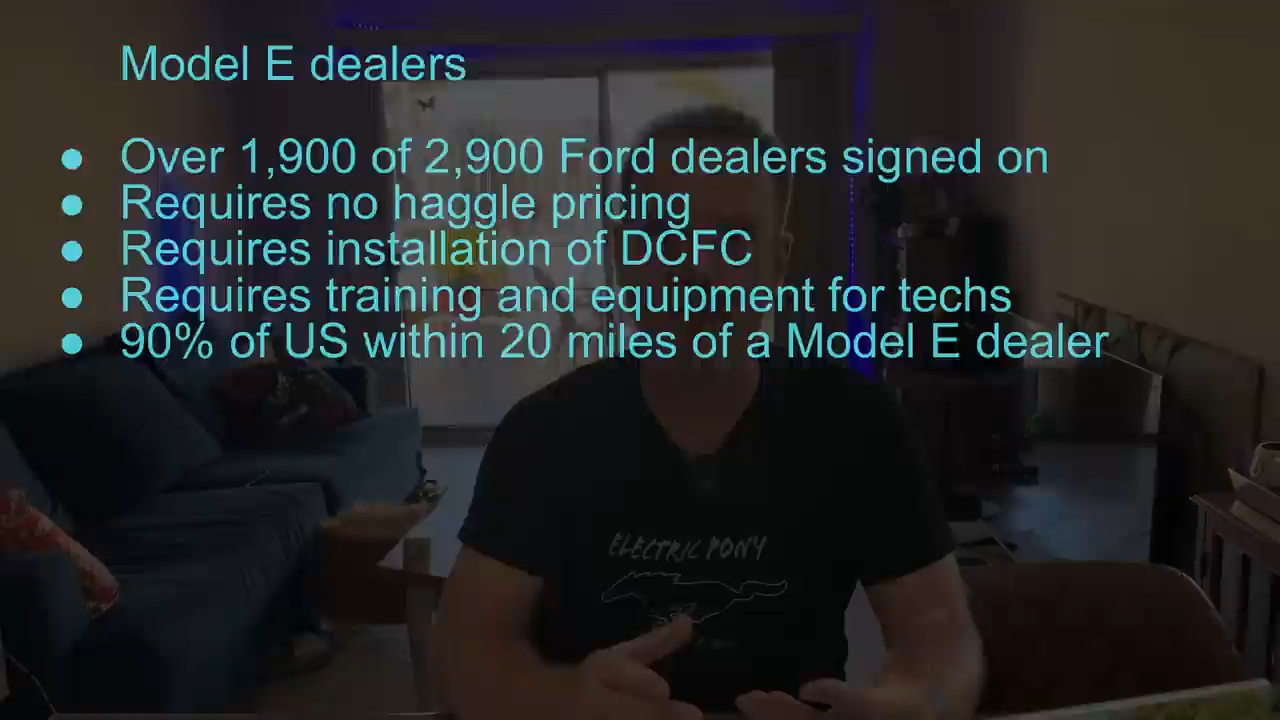 Model E dealers
● Over 1,900 of 2,900 Ford dealers signed on
● Requires no haggle pricing
● Requires installation of DCFC
● Requires training and equipment for techs
● 90% of US within 20 miles of a Model E dealer
ELECTRIC PONY